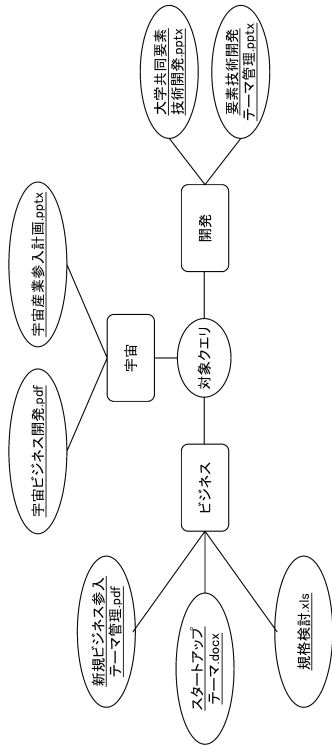 新規ビジネス参入
テーマ管理.pdf
スタートアップ
テーマ.docx
規格検討.xls
ビジネス
宇宙ビジネス開発.pdf
宇宙産業参入計画.pptx
宇宙
対象クエリ
開発
大学共同要素
技術開発.pptx
要素技術開発
テーマ管理.pptx